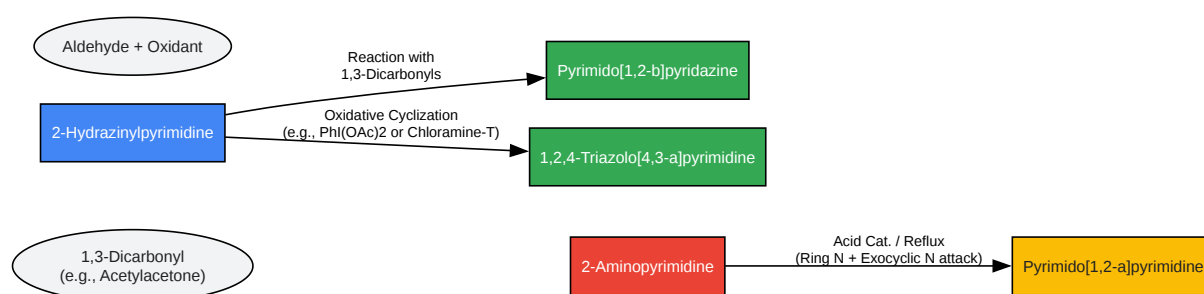 Aldehyde + Oxidant
Reaction with
1,3-Dicarbonyls
Pyrimido[1,2-b]pyridazine
2-Hydrazinylpyrimidine
Oxidative Cyclization
(e.g., PhI(OAc)2 or Chloramine-T)
1,2,4-Triazolo[4,3-a]pyrimidine
1,3-Dicarbonyl
(e.g., Acetylacetone)
2-Aminopyrimidine
Acid Cat. / Reflux
(Ring N + Exocyclic N attack)
Pyrimido[1,2-a]pyrimidine